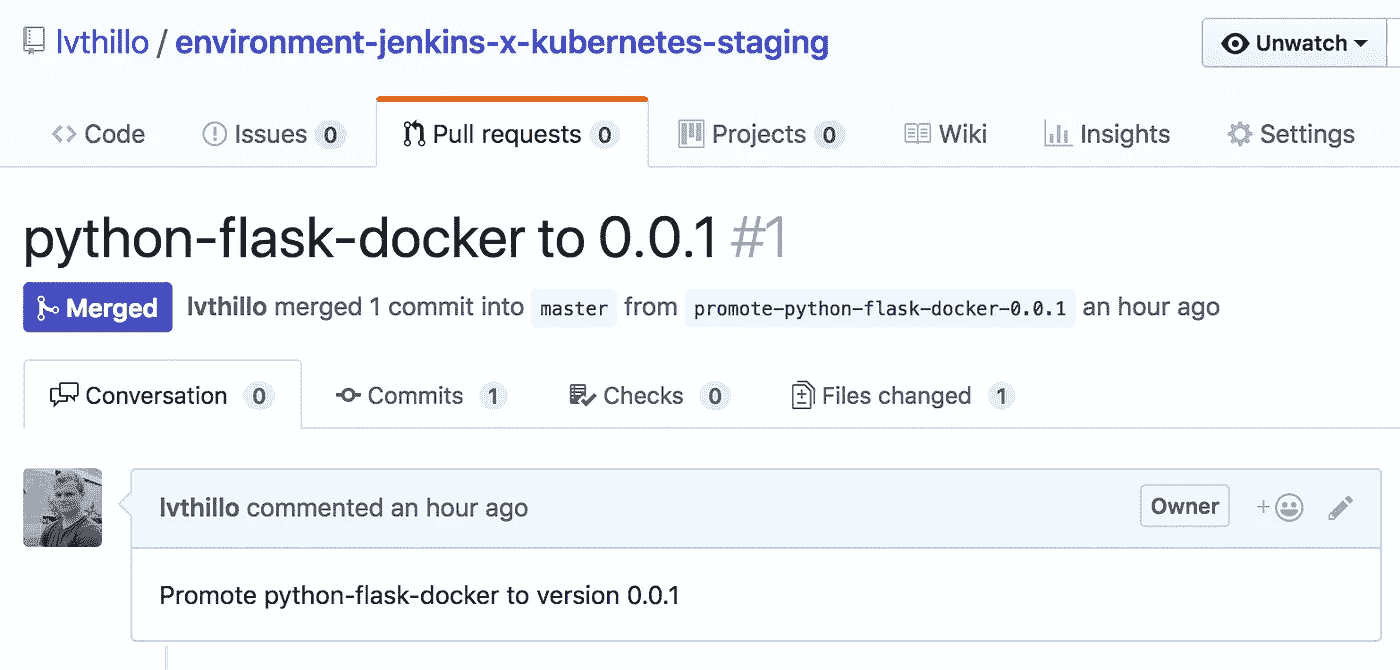 lvthillo / environment-jenkins-x-kubernetes-staging
Unwatch
Code Issues 0 Pull requests 0 Projects 0 Wiki Insights Settings
python-flask-docker to 0.0.1 #1
Merged lvthillo merged 1 commit into master from promote-python-flask-docker-0.0.1 an hour ago
Conversation 0 Commits 1 Checks 0 Files changed 1
lvthillo commented an hour ago Owner
Promote python-flask-docker to version 0.0.1